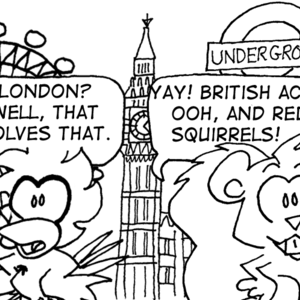 UNDERGRO
LONDON?
WELL, THAT
OLVES THAT.
YAY! BRITISH AC
OOH, AND RED
SQUIRRELS!